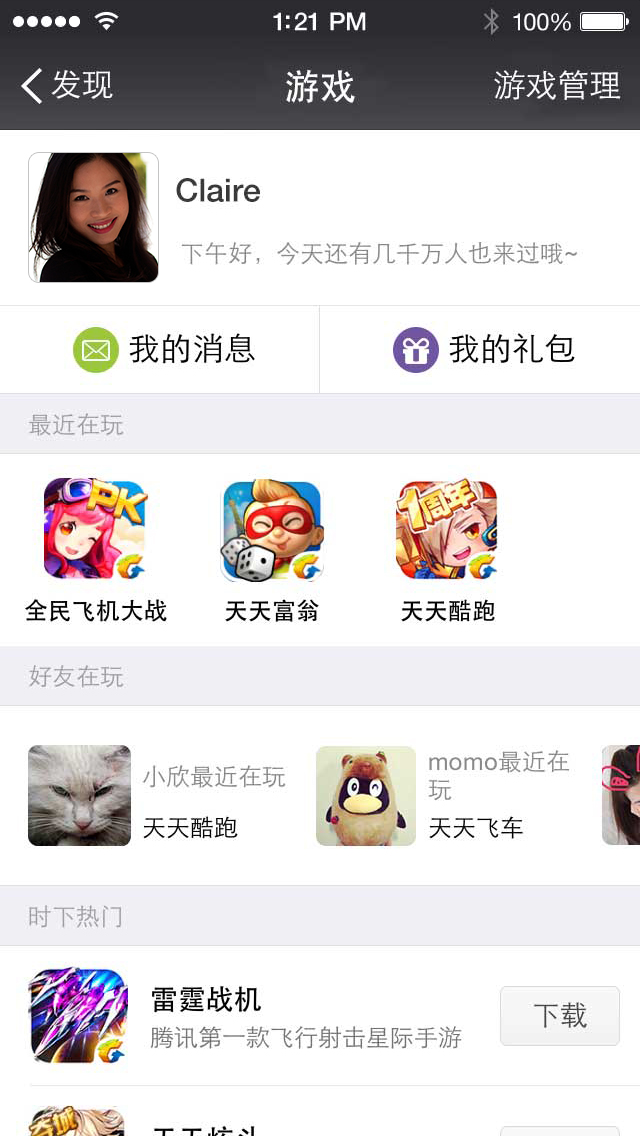 1:21 PM 100%
发现 游戏 游戏管理
Claire
下午好，今天还有几千万人也来过哦~
我的消息 我的礼包
最近在玩
PK
1周年
全民飞机大战 天天富翁 天天酷跑
好友在玩
小欣最近在玩
天天酷跑
momo最近在
玩
天天飞车
时下热门
雷霆战机
腾讯第一款飞行射击星际手游
下载